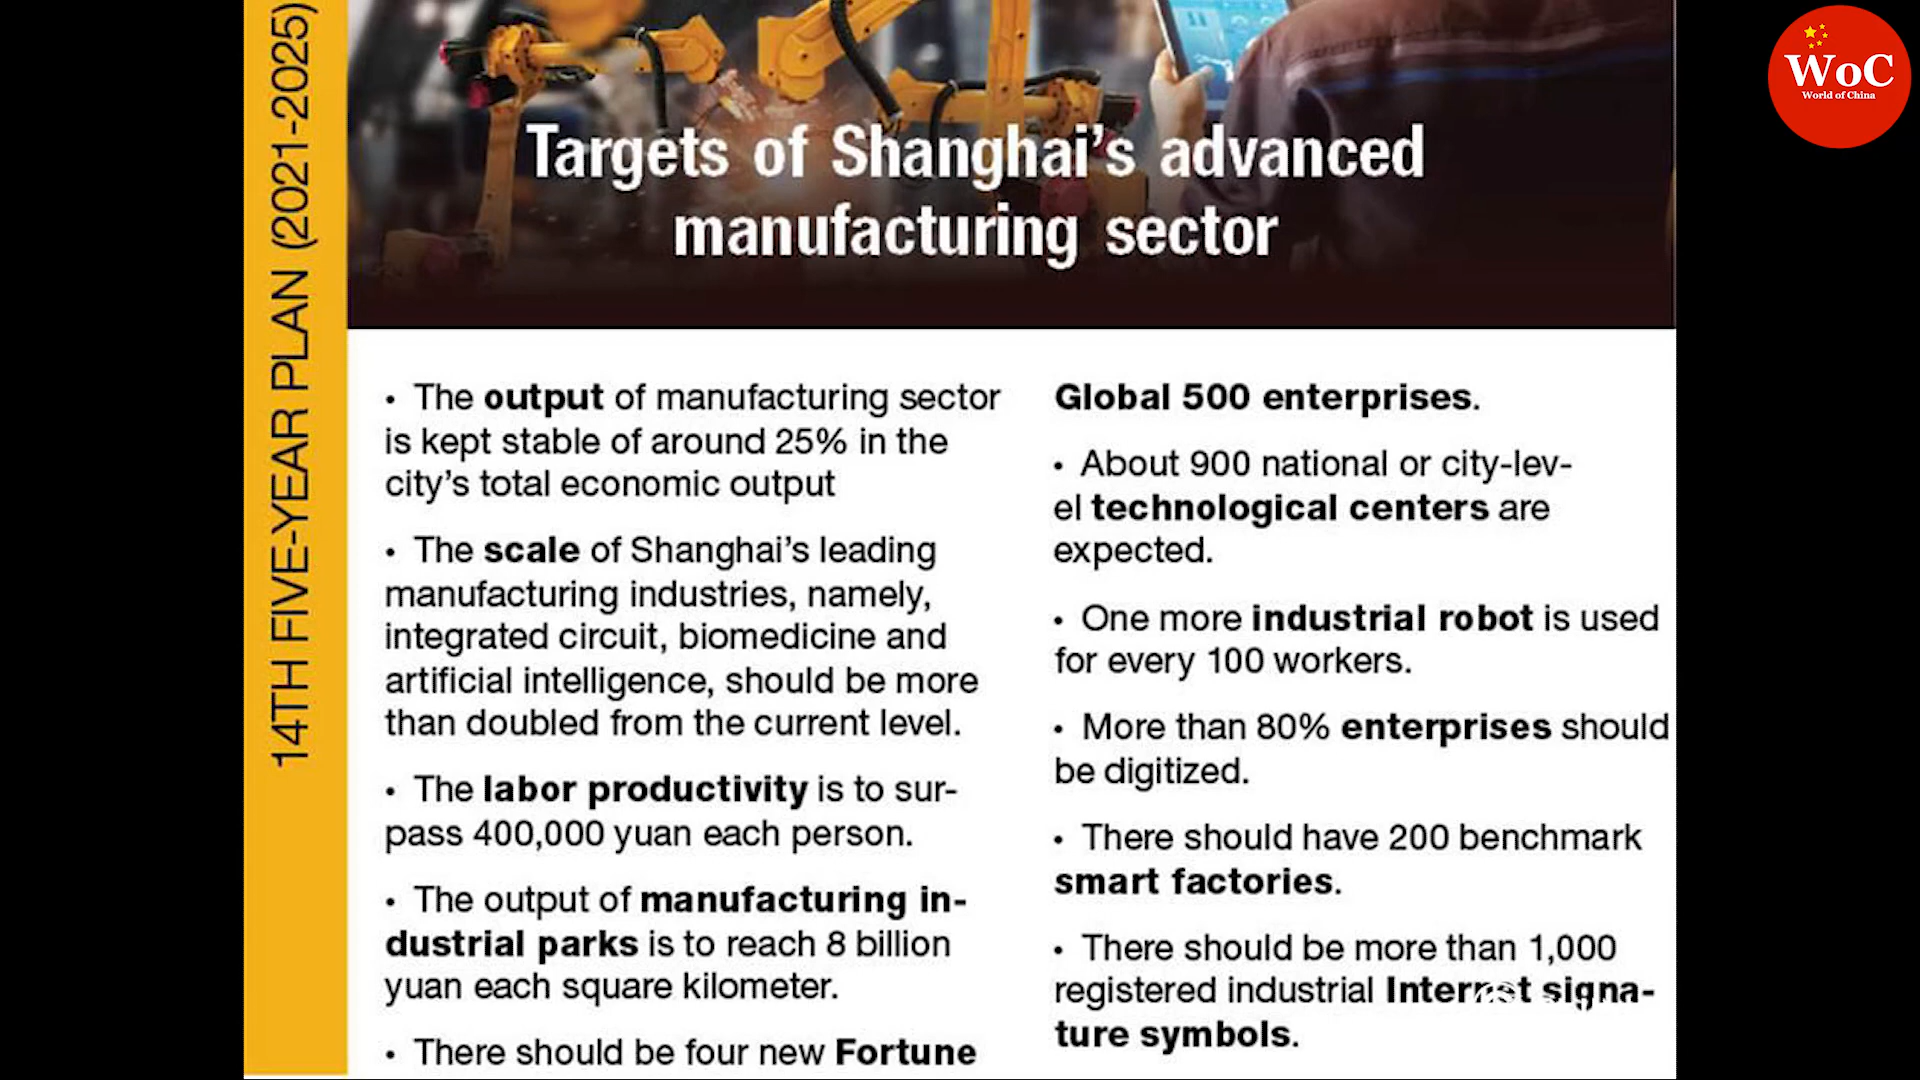 14TH FIVE-YEAR PLAN (2021-2025)
Targets of Shanghai's advanced
manufacturing sector
• The output of manufacturing sector
is kept stable of around 25% in the
city's total economic output
• The scale of Shanghai's leading
manufacturing industries, namely,
integrated circuit, biomedicine and
artificial intelligence, should be more
than doubled from the current level.
• The labor productivity is to sur-
pass 400,000 yuan each person.
• The output of manufacturing in-
dustrial parks is to reach 8 billion
yuan each square kilometer.
• There should be four new Fortune
Global 500 enterprises.
• About 900 national or city-lev-
el technological centers are
expected.
• One more industrial robot is used
for every 100 workers.
• More than 80% enterprises should
be digitized.
• There should have 200 benchmark
smart factories.
• There should be more than 1,000
registered industrial Internet signa-
ture symbols.
WoC
World of China